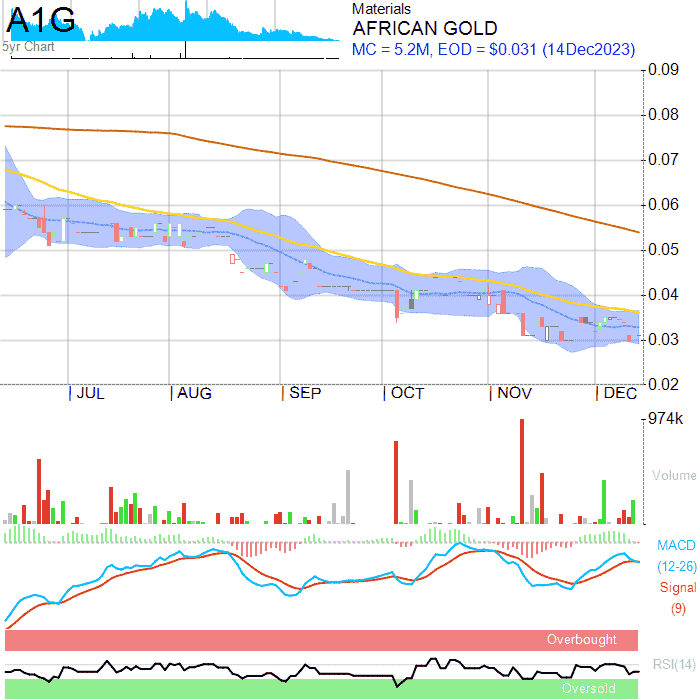 A1G
5yr Chart
Materials
AFRICAN GOLD
MC = 5.2M, EOD = $0.031 (14Dec2023)
0.09
0.08
0.07
0.06
0.05
0.04
0.03
0.02
JUL AUG SEP OCT NOV DEC
974k
Volume
MACD
(12-26)
Signal
(9)
Overbought
RSI(14)
Oversold